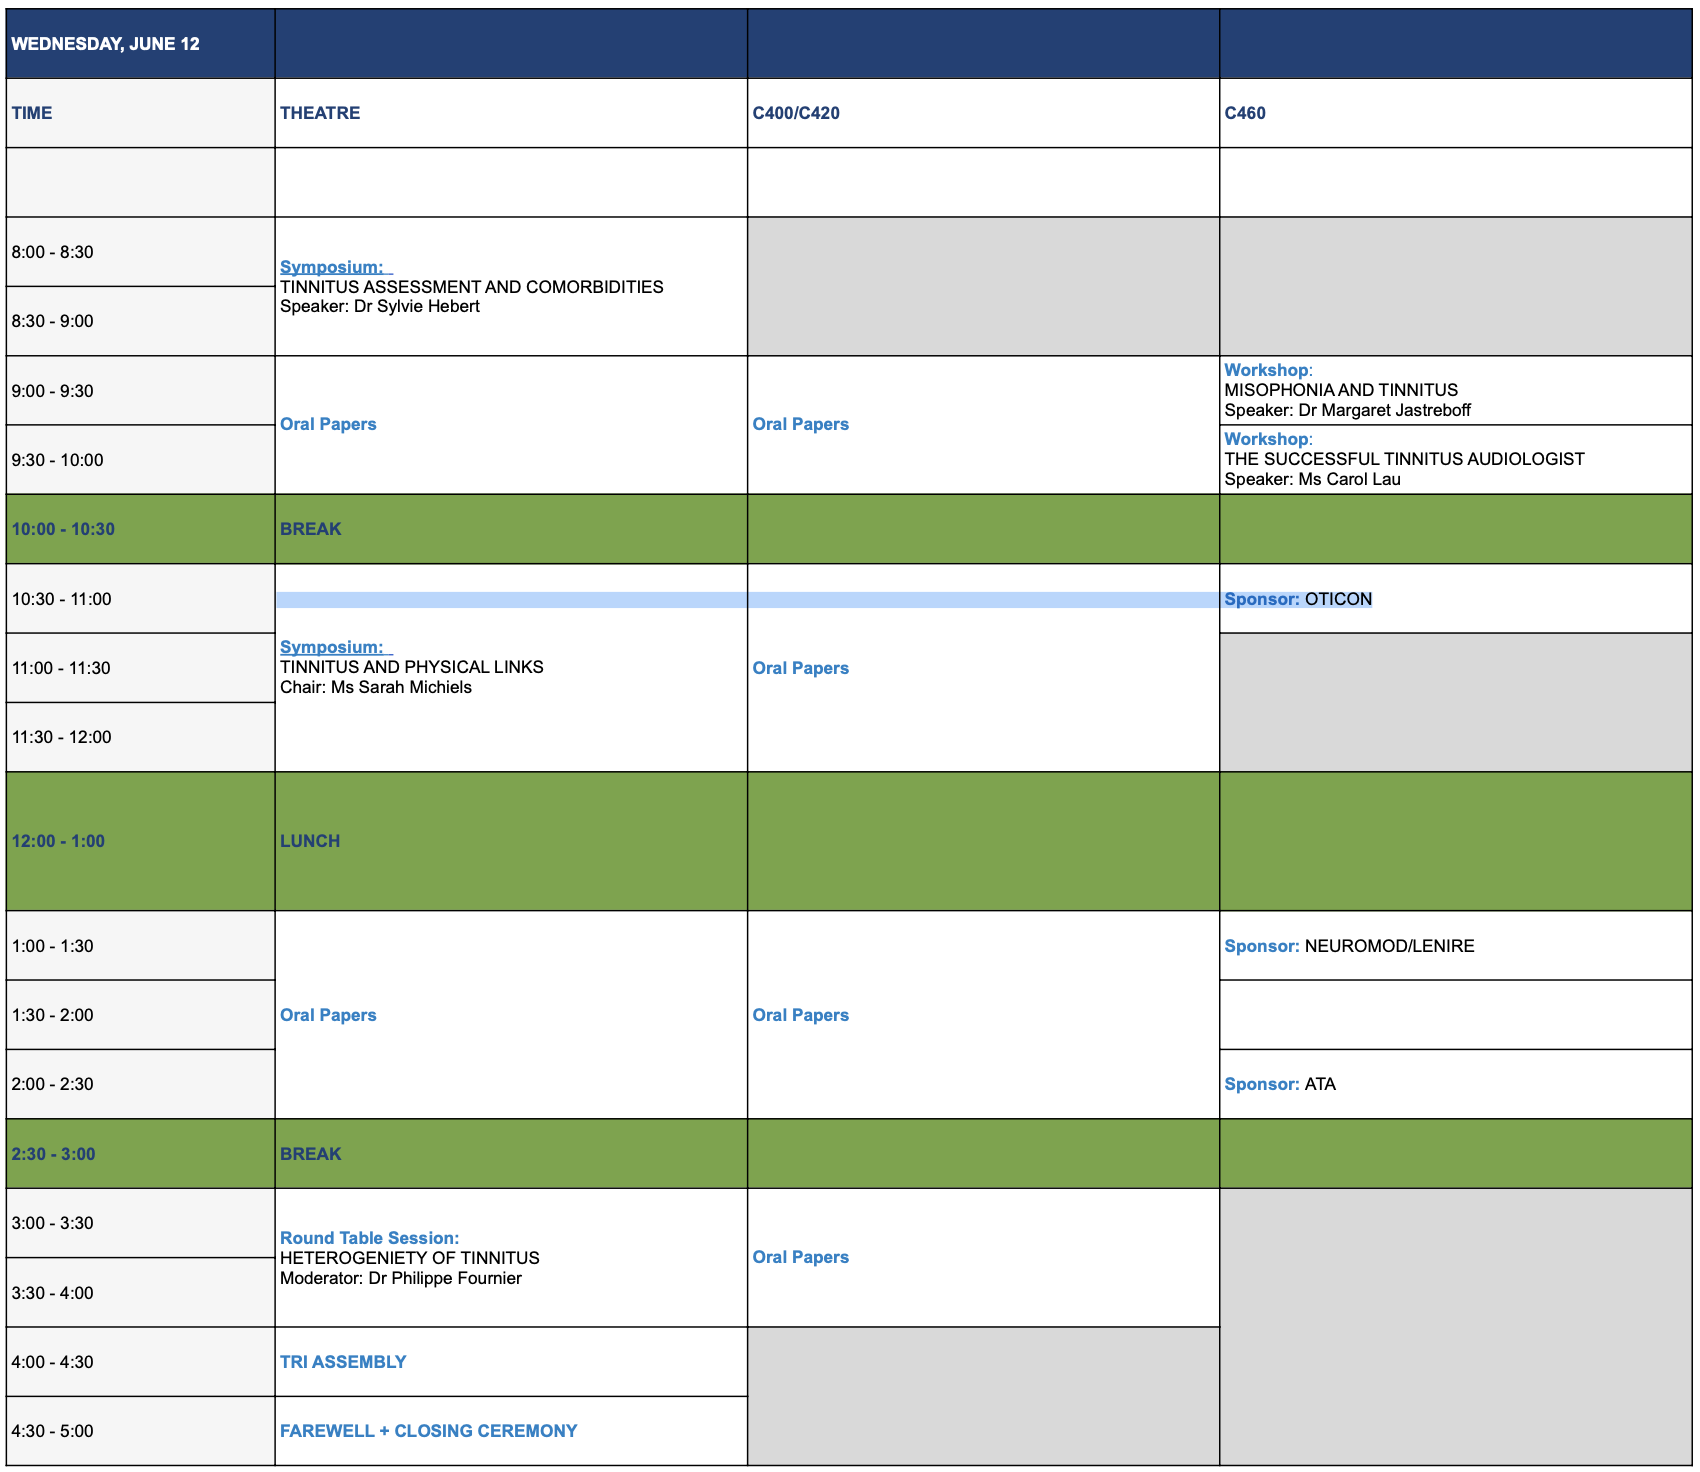 WEDNESDAY, JUNE 12
TIME THEATRE C400/C420 C460
8:00 - 8:30
Symposium:
TINNITUS ASSESSMENT AND COMORBIDITIES
Speaker: Dr Sylvie Hebert
8:30 - 9:00
9:00 - 9:30
Oral Papers
Oral Papers
Workshop:
MISOPHONIA AND TINNITUS
Speaker: Dr Margaret Jastreboff
9:30 - 10:00
Workshop:
THE SUCCESSFUL TINNITUS AUDIOLOGIST
Speaker: Ms Carol Lau
10:00 - 10:30 BREAK
10:30 - 11:00
Sponsor: OTICON
Symposium:
TINNITUS AND PHYSICAL LINKS
Chair: Ms Sarah Michiels
11:00 - 11:30
Oral Papers
11:30 - 12:00
12:00 - 1:00 LUNCH
1:00 - 1:30
Sponsor: NEUROMOD/LENIRE
1:30 - 2:00
Oral Papers
Oral Papers
2:00 - 2:30
Sponsor: ATA
2:30 - 3:00 BREAK
3:00 - 3:30
Round Table Session:
HETEROGENIETY OF TINNITUS
Moderator: Dr Philippe Fournier
Oral Papers
3:30 - 4:00
4:00 - 4:30 TRI ASSEMBLY
4:30 - 5:00 FAREWELL + CLOSING CEREMONY